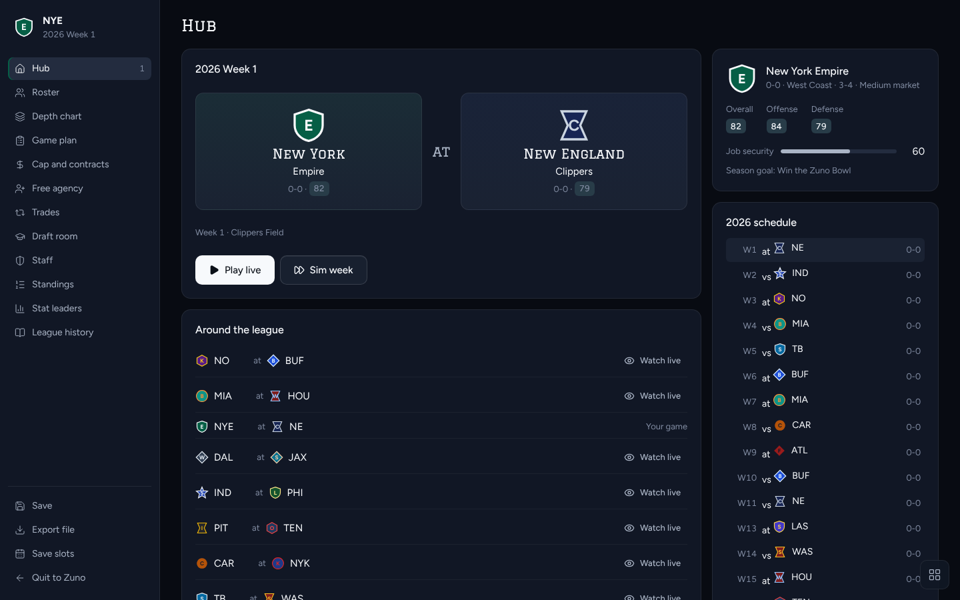 NYE
2026 Week 1
Hub 1
Roster
Depth chart
Game plan
Cap and contracts
Free agency
Trades
Draft room
Staff
Standings
Stat leaders
League history
Save
Export file
Save slots
Quit to Zuno
Hub
2026 Week 1
E
New York
Empire
0-0 · 82
AT
C
New England
Clippers
0-0 · 79
Week 1 · Clippers Field
Play live
Sim week
Around the league
NO at BUF Watch live
MIA at HOU Watch live
NYE at NE Your game
DAL at JAX Watch live
IND at PHI Watch live
PIT at TEN Watch live
CAR at NYK Watch live
TB at WAS Watch live
E
New York Empire
0-0 · West Coast · 3-4 · Medium market
Overall Offense Defense
82 84 79
Job security 60
Season goal: Win the Zuno Bowl
2026 schedule
W1 at NE 0-0
W2 vs IND 0-0
W3 at NO 0-0
W4 vs MIA 0-0
W5 vs TB 0-0
W6 at BUF 0-0
W7 at MIA 0-0
W8 vs CAR 0-0
W9 at ATL 0-0
W10 vs BUF 0-0
W11 vs NE 0-0
W13 at LAS 0-0
W14 vs WAS 0-0
W15 at HOU 0-0